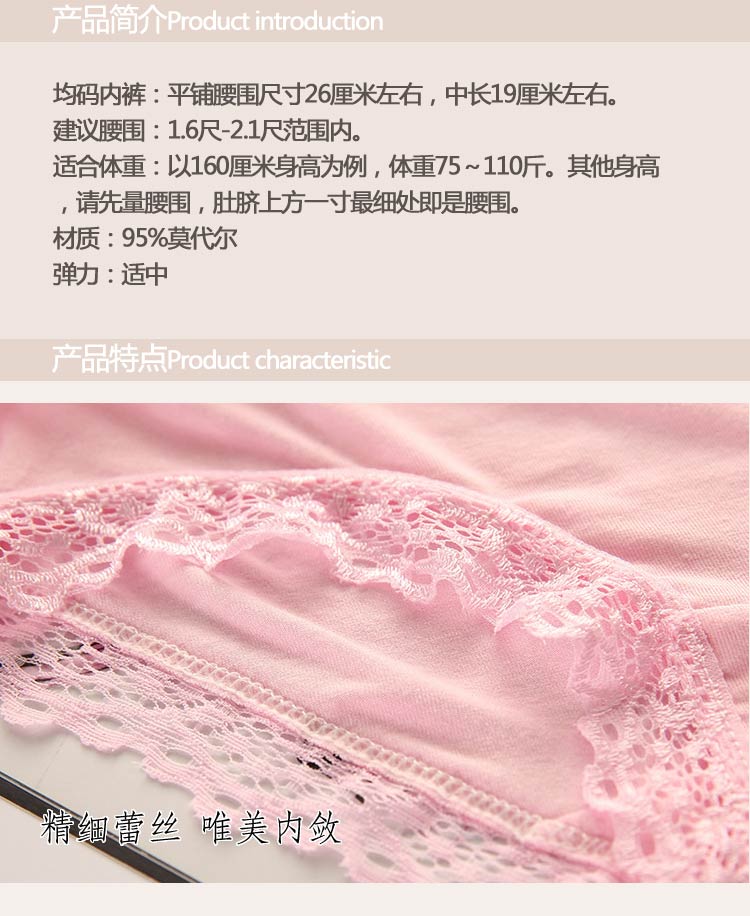 产品简介Product introduction
均码内裤：平铺腰围尺寸26厘米左右，中长19厘米左右。
建议腰围：1.6尺-2.1尺范围内。
适合体重：以160厘米身高为例，体重75～110斤。其他身高
，请先量腰围，肚脐上方一寸最细处即是腰围。
材质：95%莫代尔
弹力：适中
产品特点Product characteristic
精细蕾丝 唯美内敛